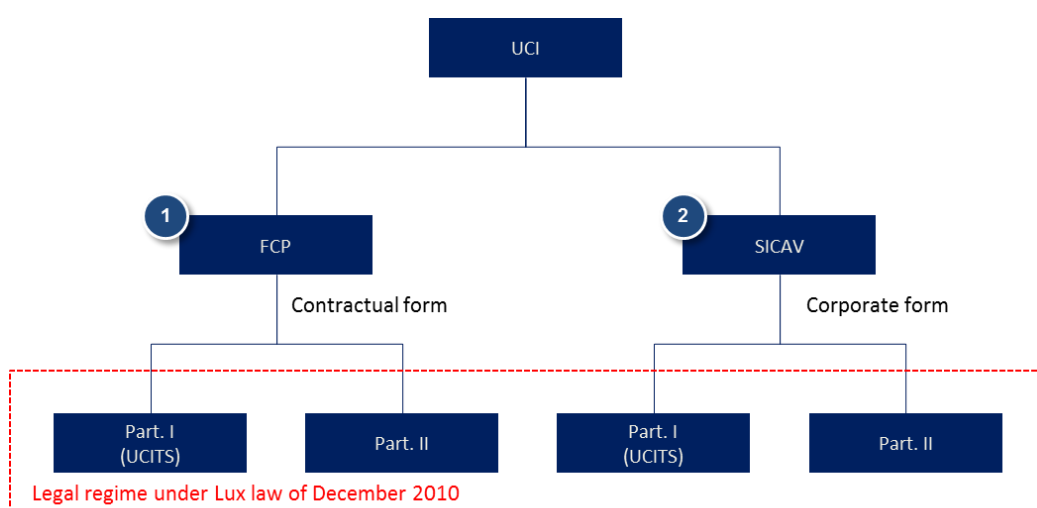 UCI
1
FCP
2
SICAV
Contractual form
Corporate form
Part. I
(UCITS)
Part. II
Part. I
(UCITS)
Part. II
Legal regime under Lux law of December 2010